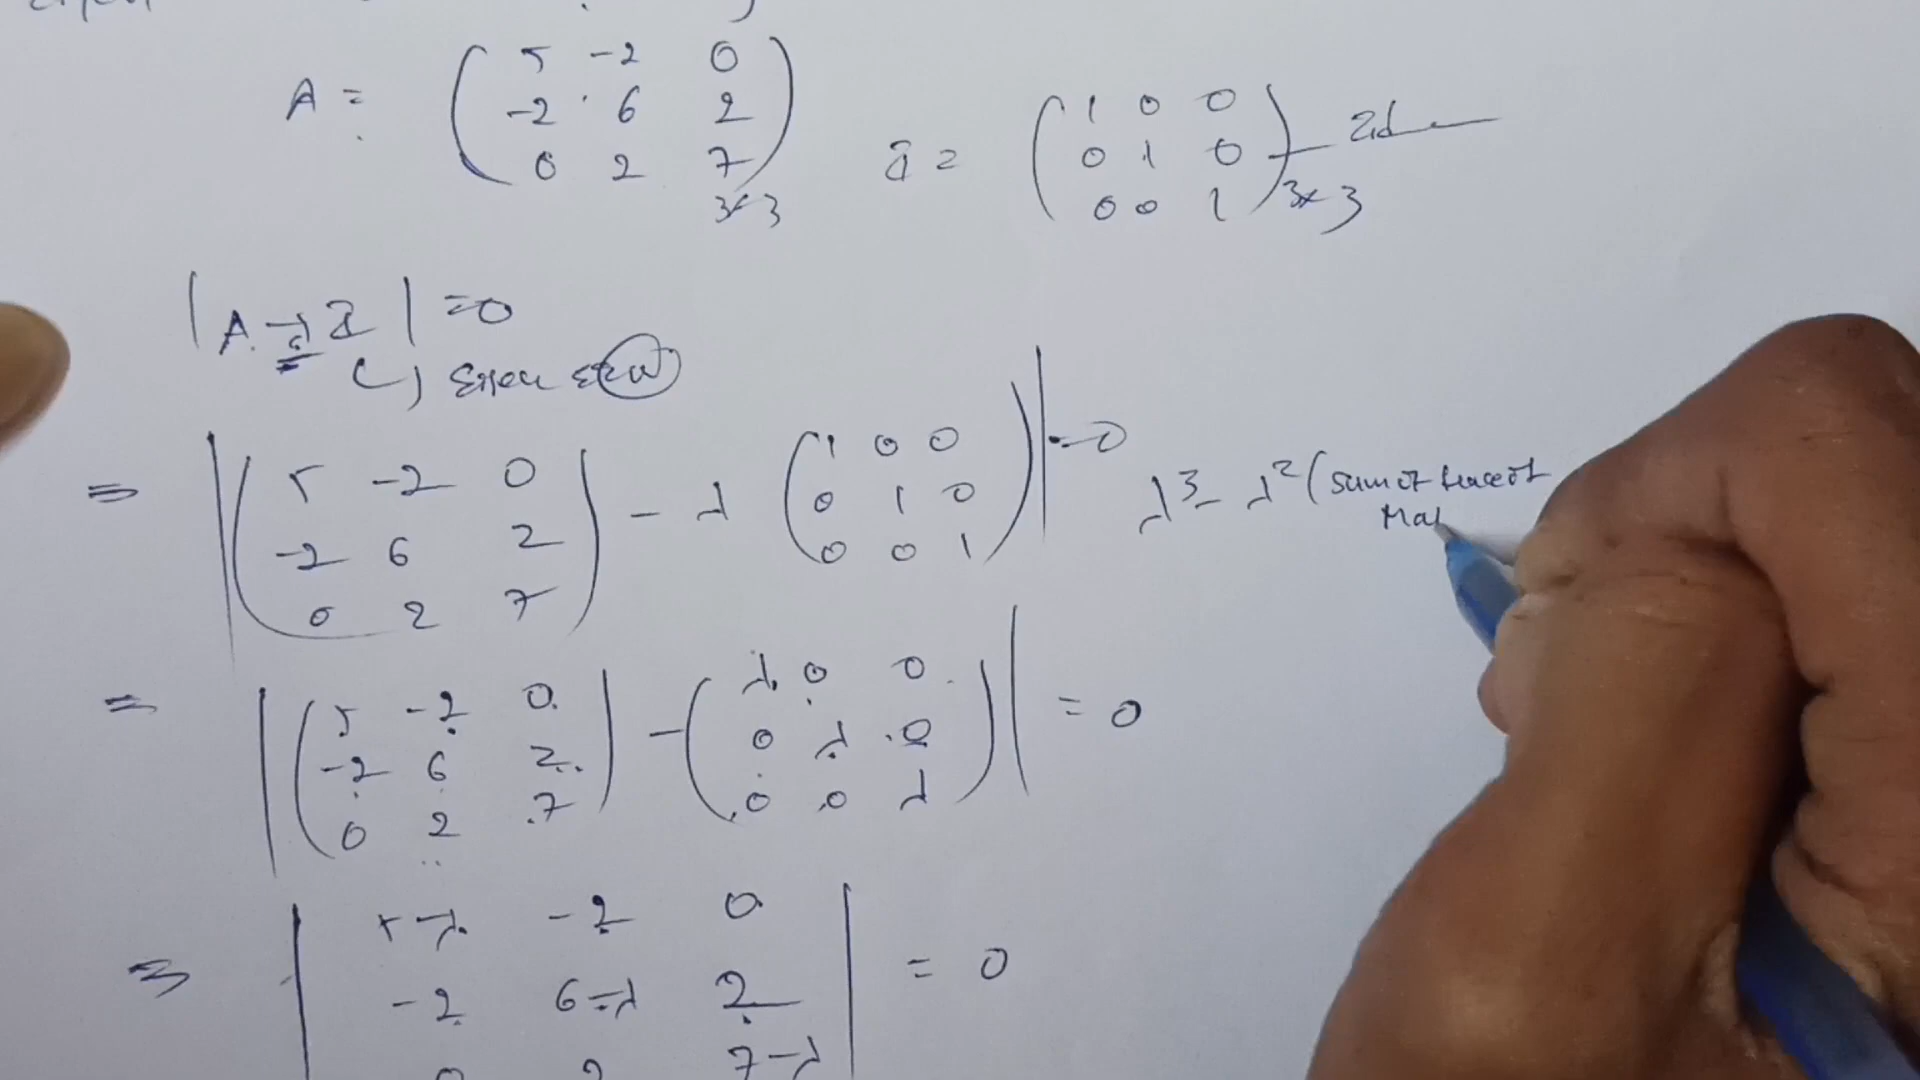 A = ( 5 -2 0
-2 6 2
0 2 7 ) 3×3
I = ( 1 0 0
0 1 0
0 0 1 ) 3×3
|A - λI| = 0
⇒ |( 5 -2 0
-2 6 2
0 2 7 ) - λ ( 1 0 0
0 1 0
0 0 1 )| = 0
λ³ - λ² ( sum of trace of
Mat
⇒ |( 5 -2 0
-2 6 2
0 2 7 ) - ( λ 0 0
0 λ 0
0 0 λ )| = 0
⇒ | 5-λ -2 0
-2 6-λ 2
0 2 7-λ | = 0